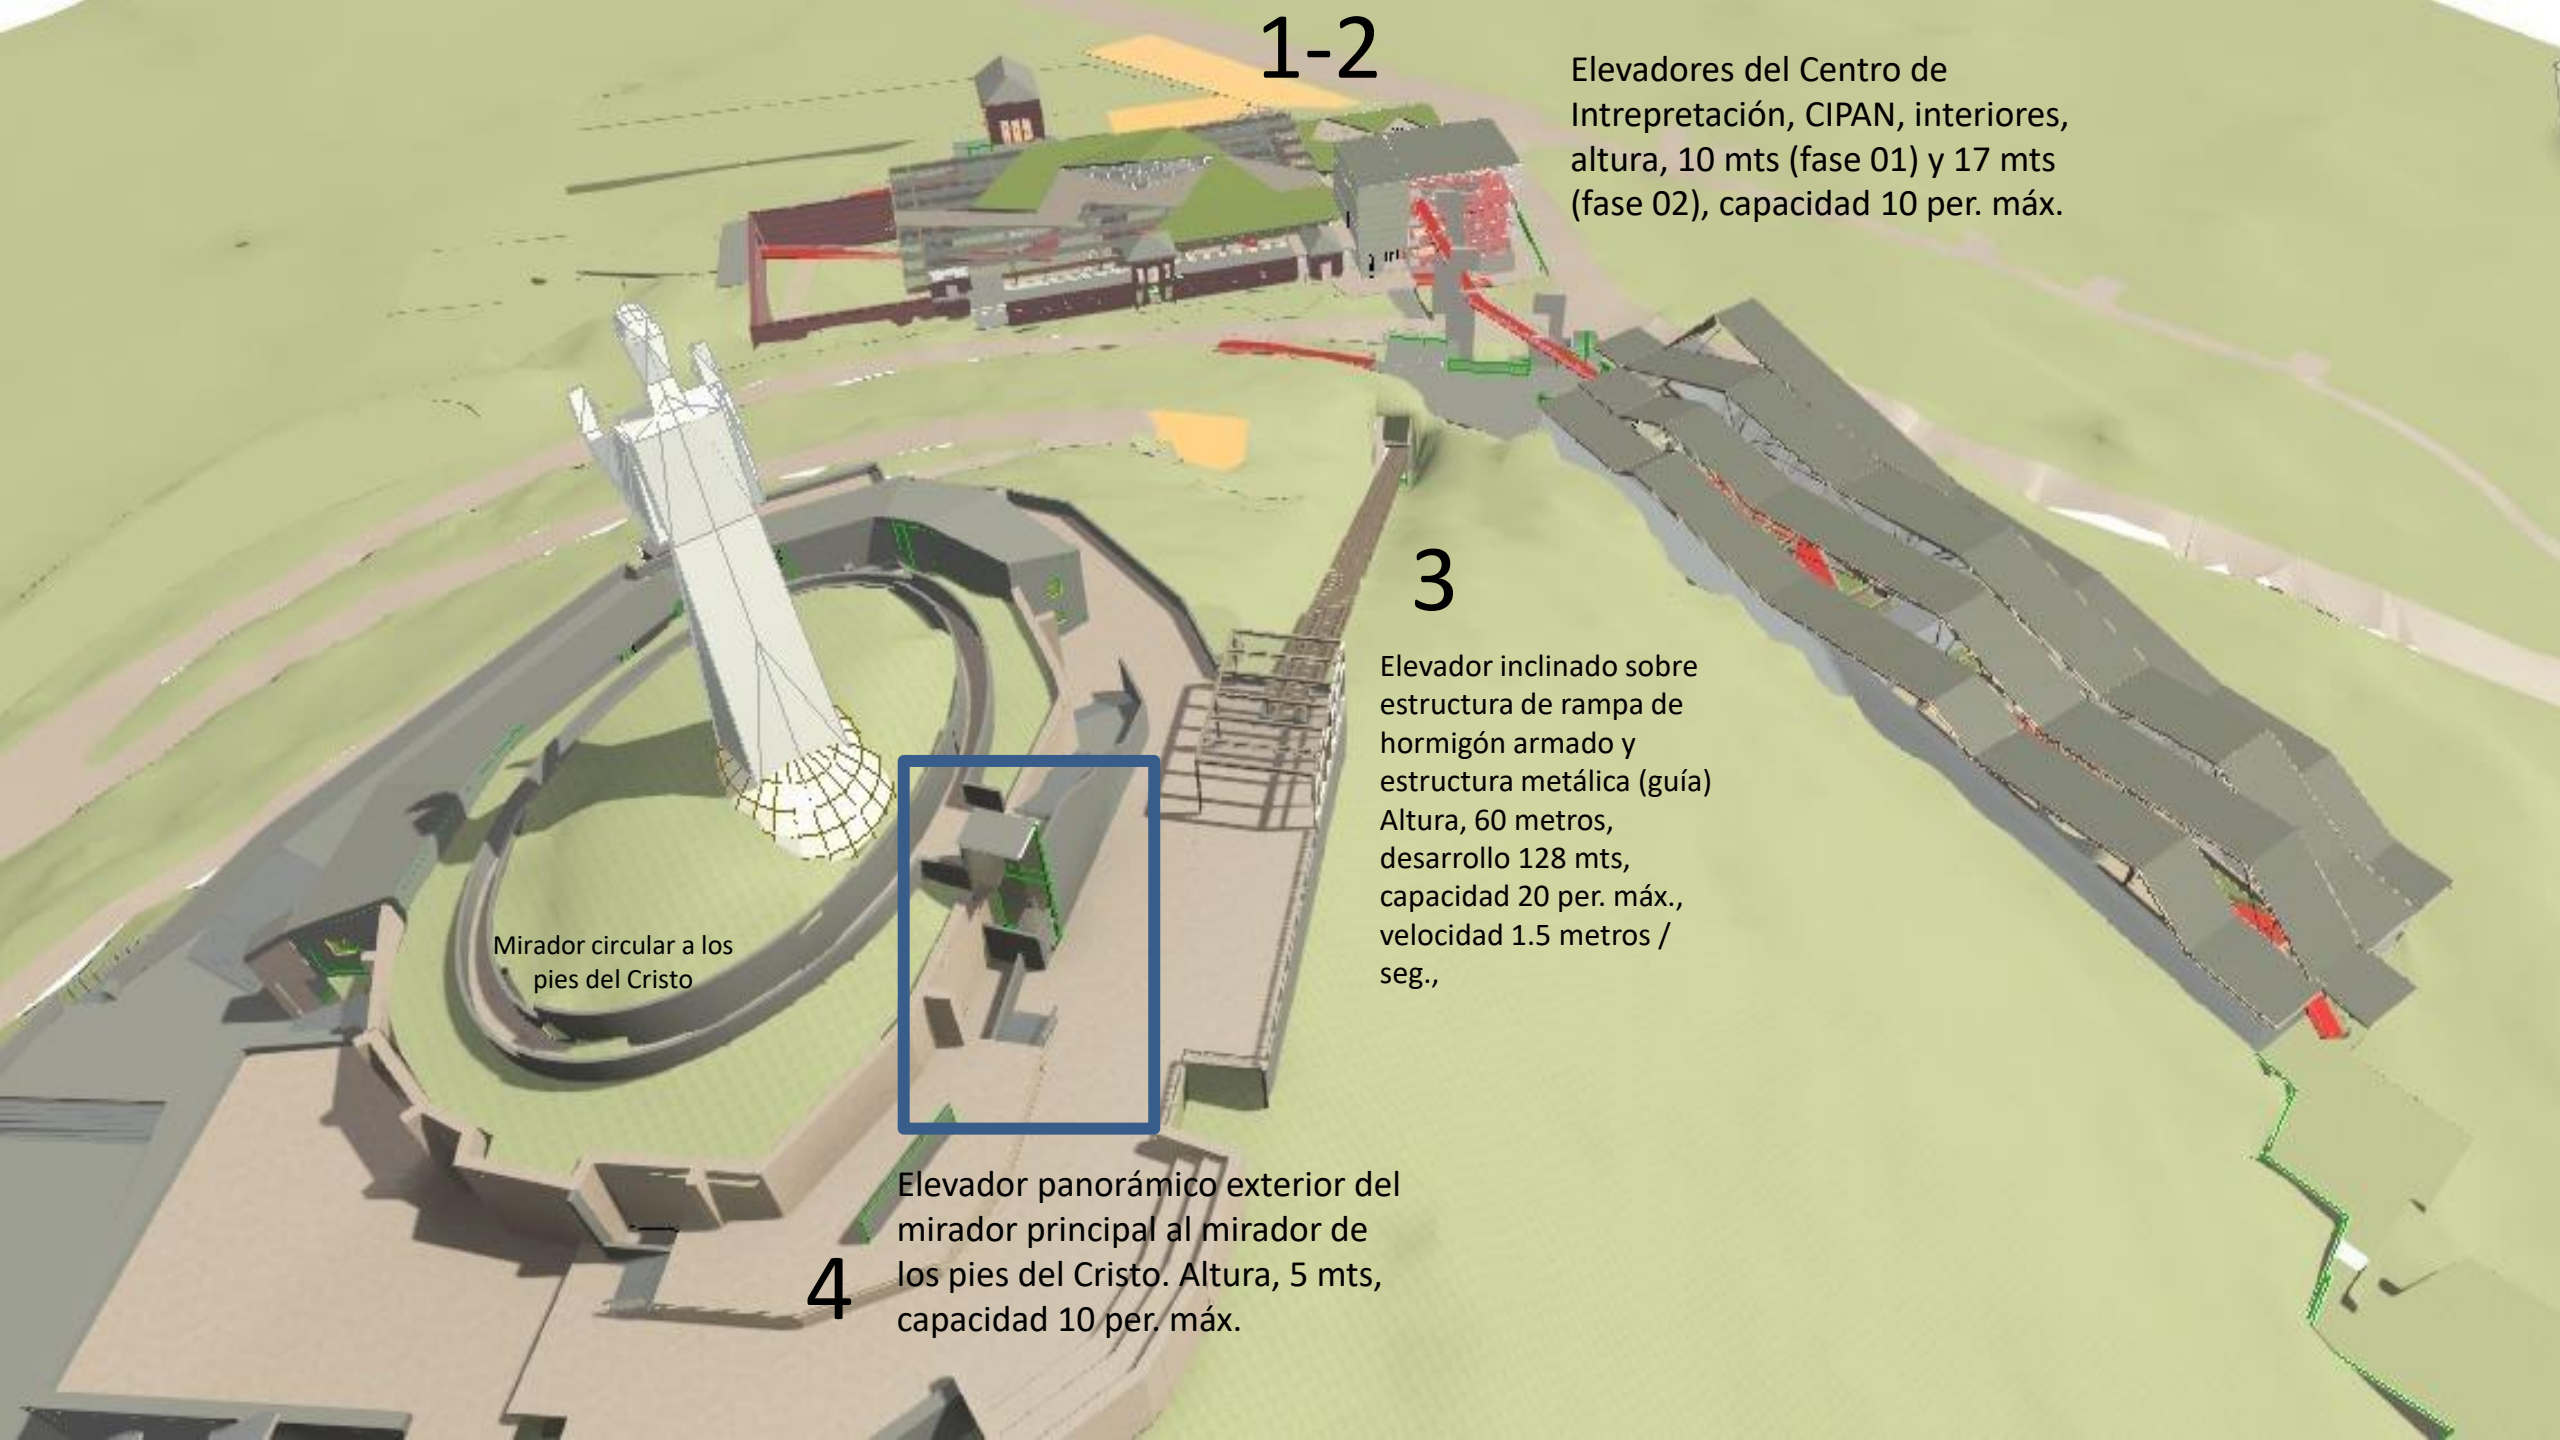 1-2
Elevadores del Centro de
Intrepretación, CIPAN, interiores,
altura, 10 mts (fase 01) y 17 mts
(fase 02), capacidad 10 per. máx.
3
Elevador inclinado sobre
estructura de rampa de
hormigón armado y
estructura metálica (guía)
Altura, 60 metros,
desarrollo 128 mts,
capacidad 20 per. máx.,
velocidad 1.5 metros /
seg.,
Mirador circular a los
pies del Cristo
4
Elevador panorámico exterior del
mirador principal al mirador de
los pies del Cristo. Altura, 5 mts,
capacidad 10 per. máx.